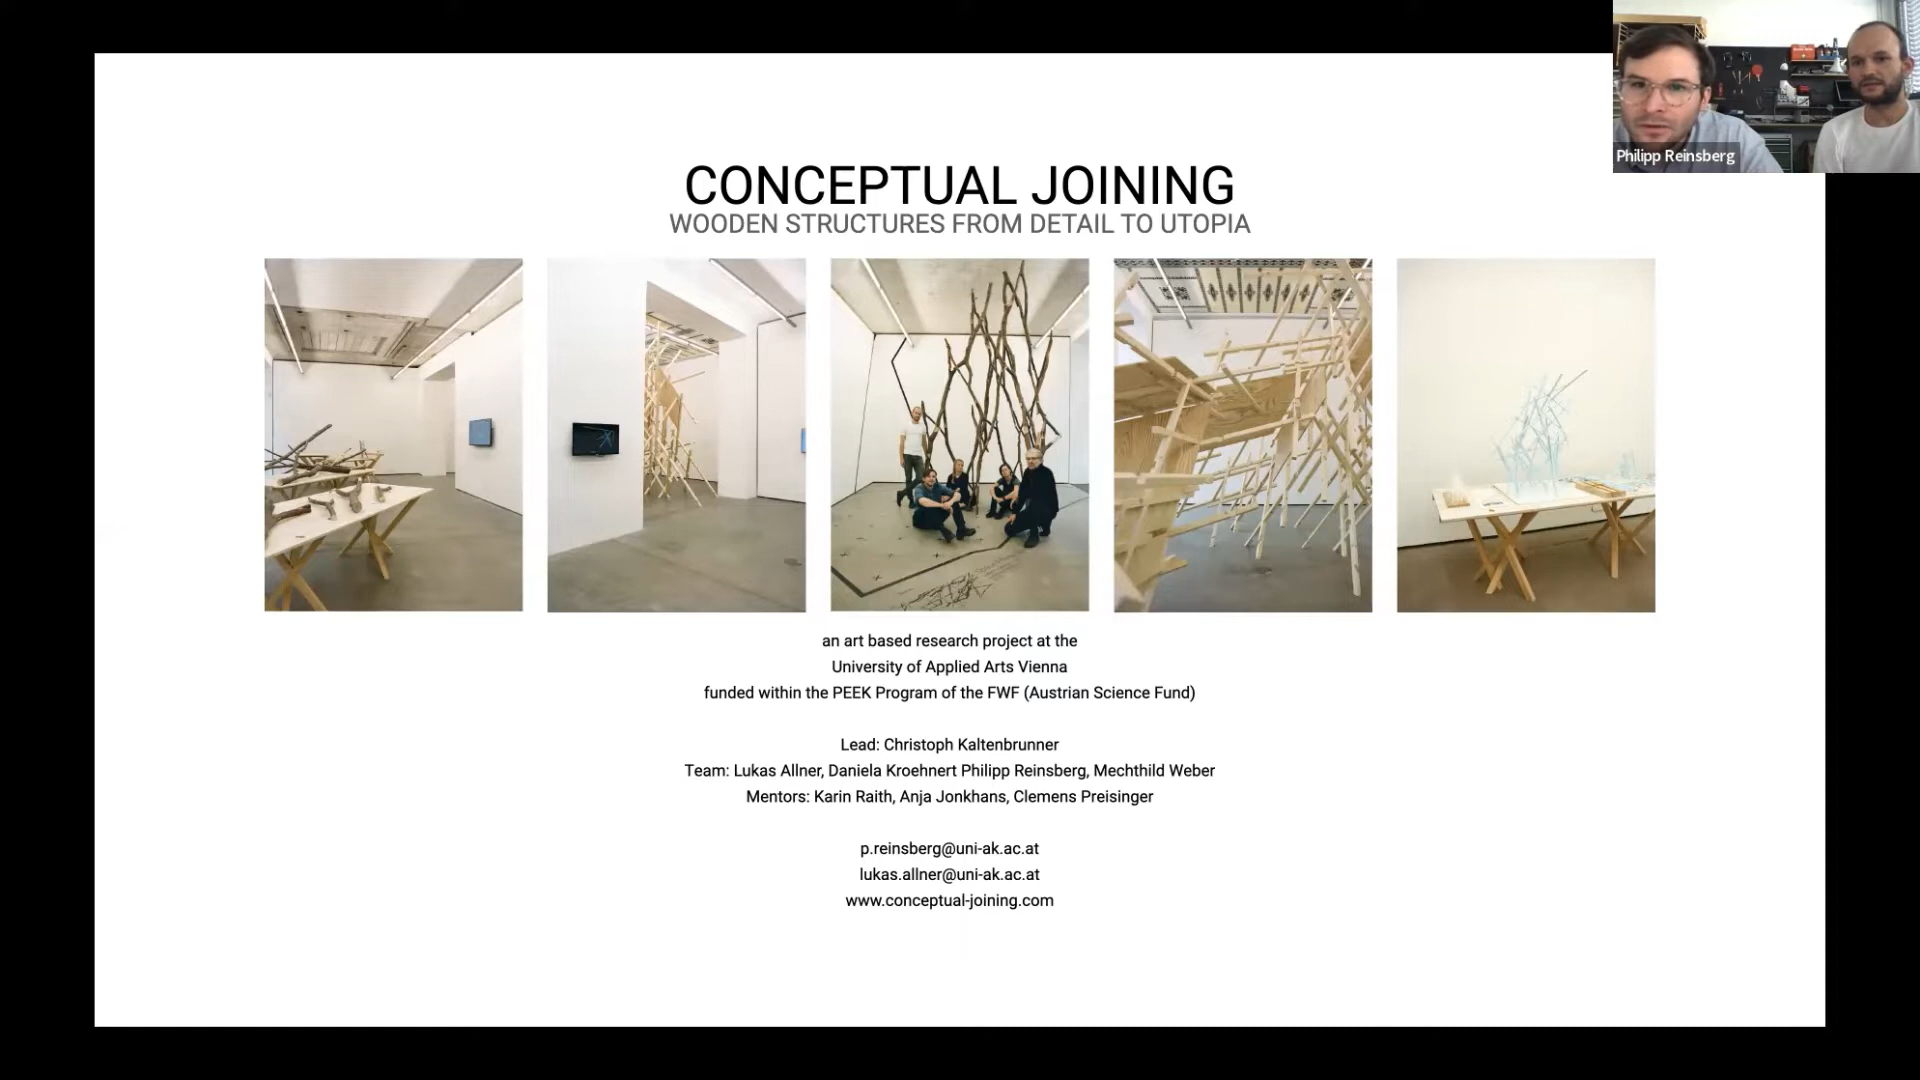 Philipp Reinsberg
CONCEPTUAL JOINING
WOODEN STRUCTURES FROM DETAIL TO UTOPIA
an art based research project at the
University of Applied Arts Vienna
funded within the PEEK Program of the FWF (Austrian Science Fund)
Lead: Christoph Kaltenbrunner
Team: Lukas Allner, Daniela Kroehnert Philipp Reinsberg, Mechthild Weber
Mentors: Karin Raith, Anja Jonkhans, Clemens Preisinger
p.reinsberg@uni-ak.ac.at
lukas.allner@uni-ak.ac.at
www.conceptual-joining.com